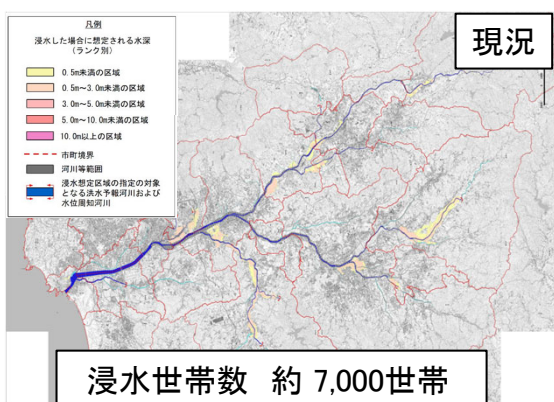 凡例
浸水した場合に想定される水深
(ランク別)
0.5m未満の区域
0.5m~3.0m未満の区域
3.0m~5.0m未満の区域
5.0m~10.0m未満の区域
10.0m以上の区域
市町境界
河川等範囲
浸水想定区域の指定の対象
となる洪水予報河川および
水位周知河川
現況
浸水世帯数 約 7,000世帯